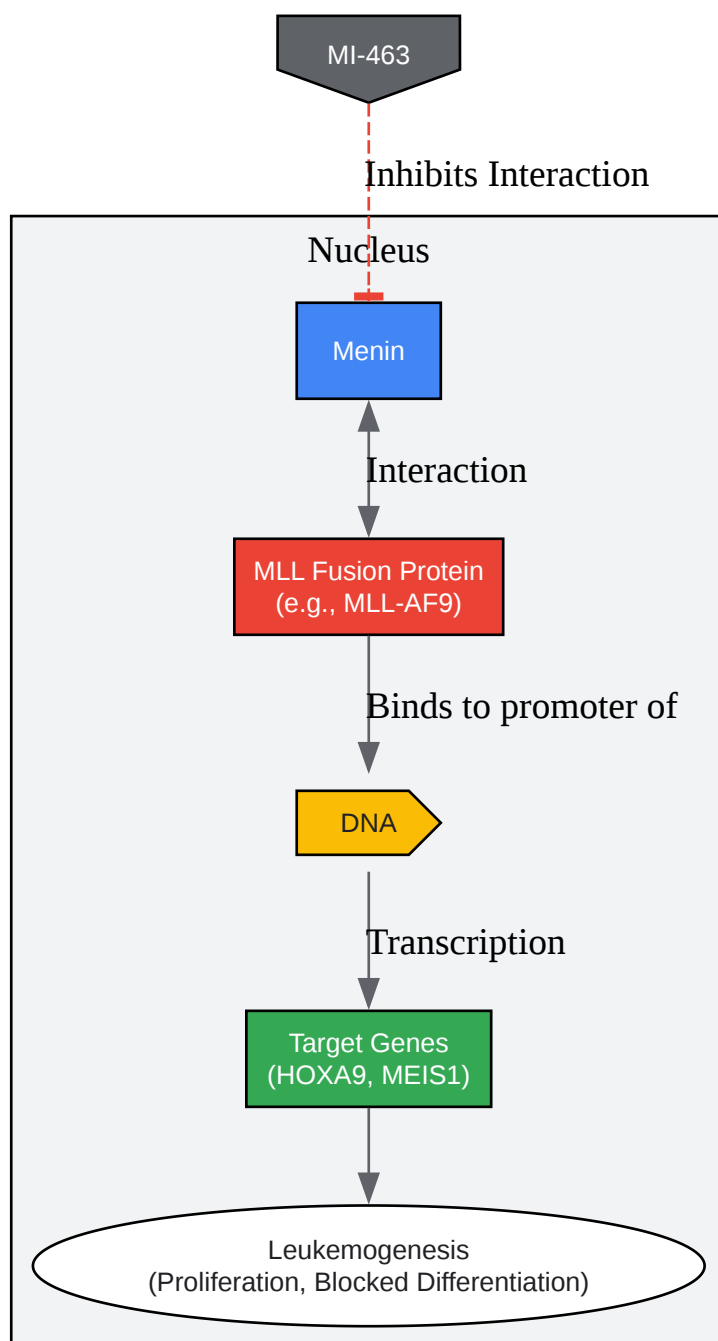 MI-463
Inhibits Interaction
Nucleus
Menin
Interaction
MLL Fusion Protein
(e.g., MLL-AF9)
Binds to promoter of
DNA
Transcription
Target Genes
(HOXA9, MEIS1)
Leukemogenesis
(Proliferation, Blocked Differentiation)